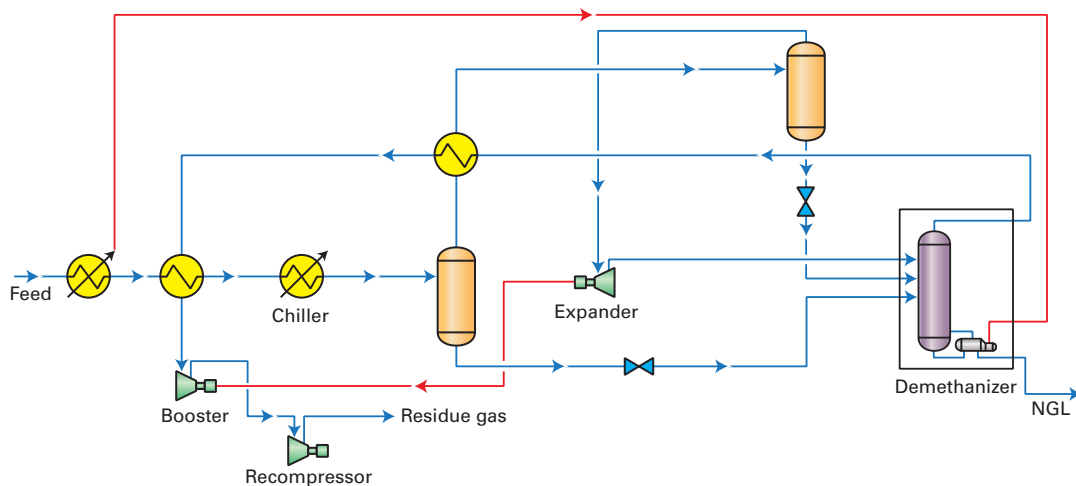 Feed
Chiller
Expander
Demethanizer
NGL
Booster
Residue gas
Recompressor